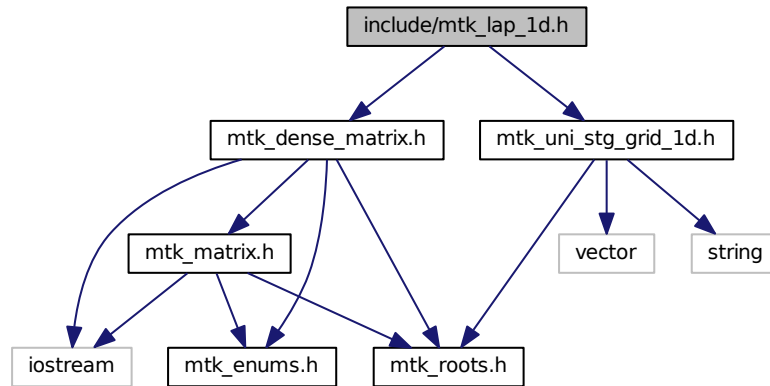 include/mtk_lap_1d.h
mtk_dense_matrix.h
mtk_uni_stg_grid_1d.h
mtk_matrix.h
vector
string
iostream
mtk_enums.h
mtk_roots.h